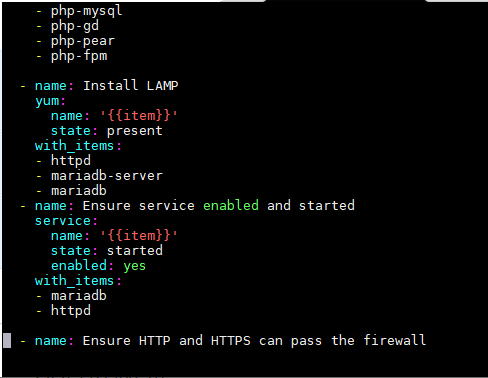 - php-mysql
- php-gd
- php-pear
- php-fpm
- name: Install LAMP
yum:
name: '{{item}}'
state: present
with_items:
- httpd
- mariadb-server
- mariadb
- name: Ensure service enabled and started
service:
name: '{{item}}'
state: started
enabled: yes
with_items:
- mariadb
- httpd
- name: Ensure HTTP and HTTPS can pass the firewall